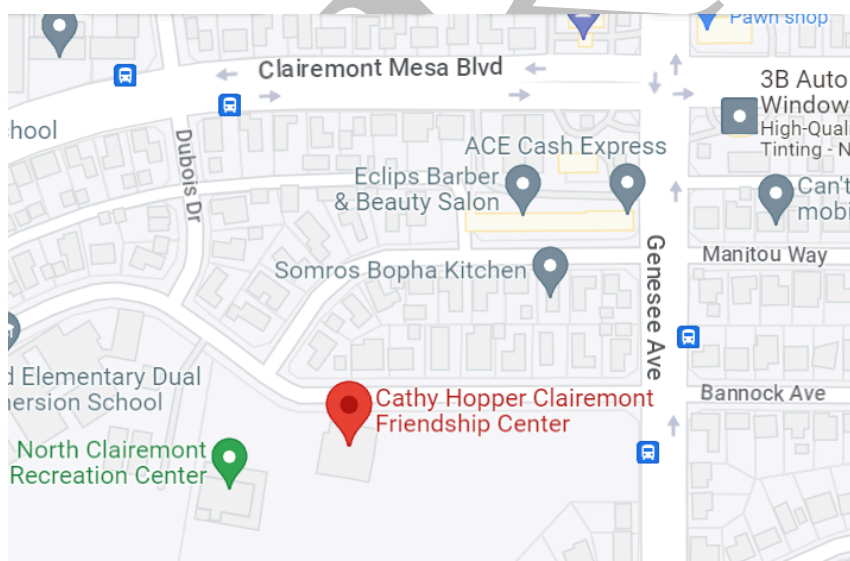 Pawn shop
Clairemont Mesa Blvd
3B Auto
Window
High-Quali
Tinting - N
hool
Dubois Dr
ACE Cash Express
Eclips Barber
& Beauty Salon
Can't
mobi
Genesee Ave
Manitou Way
Somros Bopha Kitchen
d Elementary Dual
ersion School
Cathy Hopper Clairemont
Friendship Center
Bannock Ave
North Clairemont
Recreation Center